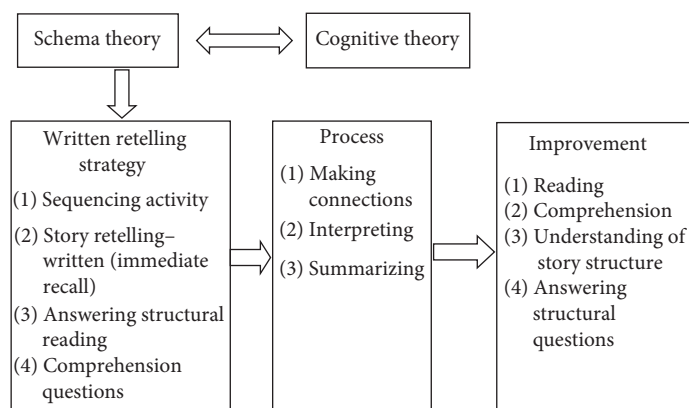 Schema theory
Cognitive theory
Written retelling
strategy
(1) Sequencing activity
(2) Story retelling–
written (immediate
recall)
(3) Answering structural
reading
(4) Comprehension
questions
Process
(1) Making
connections
(2) Interpreting
(3) Summarizing
Improvement
(1) Reading
(2) Comprehension
(3) Understanding of
story structure
(4) Answering
structural
questions